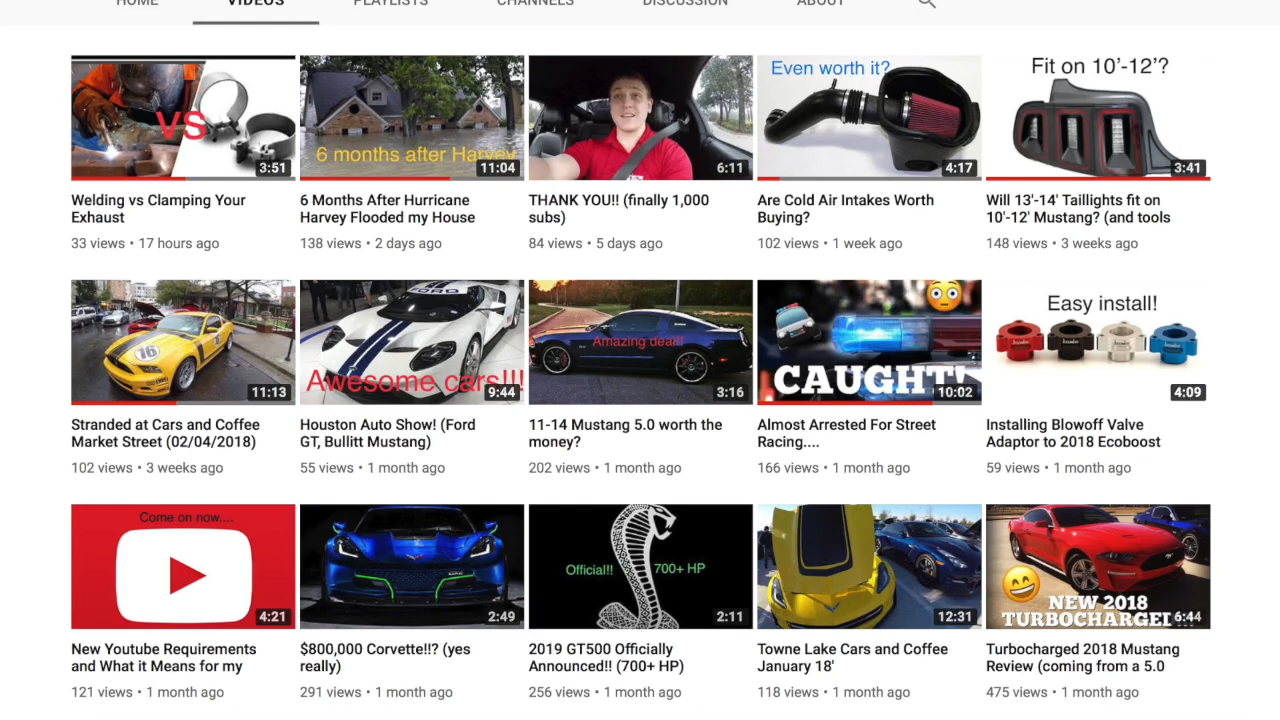 HOME VIDEOS PLAYLISTS CHANNELS DISCUSSION ABOUT
VS
3:51
6 months after Harvey
11:04
6:11
Even worth it?
4:17
Fit on 10'-12'?
3:41
Welding vs Clamping Your
Exhaust
33 views • 17 hours ago
6 Months After Hurricane
Harvey Flooded my House
138 views • 2 days ago
THANK YOU!! (finally 1,000
subs)
84 views • 5 days ago
Are Cold Air Intakes Worth
Buying?
102 views • 1 week ago
Will 13'-14' Taillights fit on
10'-12' Mustang? (and tools
148 views • 3 weeks ago
76
11:13
FORD
Awesome cars!!!
9:44
Amazing deal!!
3:16
CAUGHT!
10:02
Easy install!
4:09
Stranded at Cars and Coffee
Market Street (02/04/2018)
102 views • 3 weeks ago
Houston Auto Show! (Ford
GT, Bullitt Mustang)
55 views • 1 month ago
11-14 Mustang 5.0 worth the
money?
202 views • 1 month ago
Almost Arrested For Street
Racing....
166 views • 1 month ago
Installing Blowoff Valve
Adaptor to 2018 Ecoboost
59 views • 1 month ago
Come on now....
4:21
2:49
Official!! 700+ HP
2:11
12:31
NEW 2018
TURBOCHARGED
6:44
New Youtube Requirements
and What it Means for my
121 views • 1 month ago
$800,000 Corvette!!? (yes
really)
291 views • 1 month ago
2019 GT500 Officially
Announced!! (700+ HP)
256 views • 1 month ago
Towne Lake Cars and Coffee
January 18'
118 views • 1 month ago
Turbocharged 2018 Mustang
Review (coming from a 5.0
475 views • 1 month ago